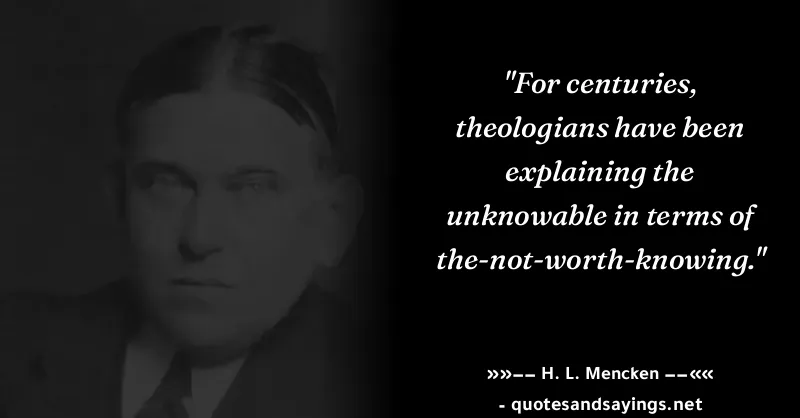 "For centuries,
theologians have been
explaining the
unknowable in terms of
the-not-worth-knowing."
»»–– H. L. Mencken ––««
- quotesandsayings.net